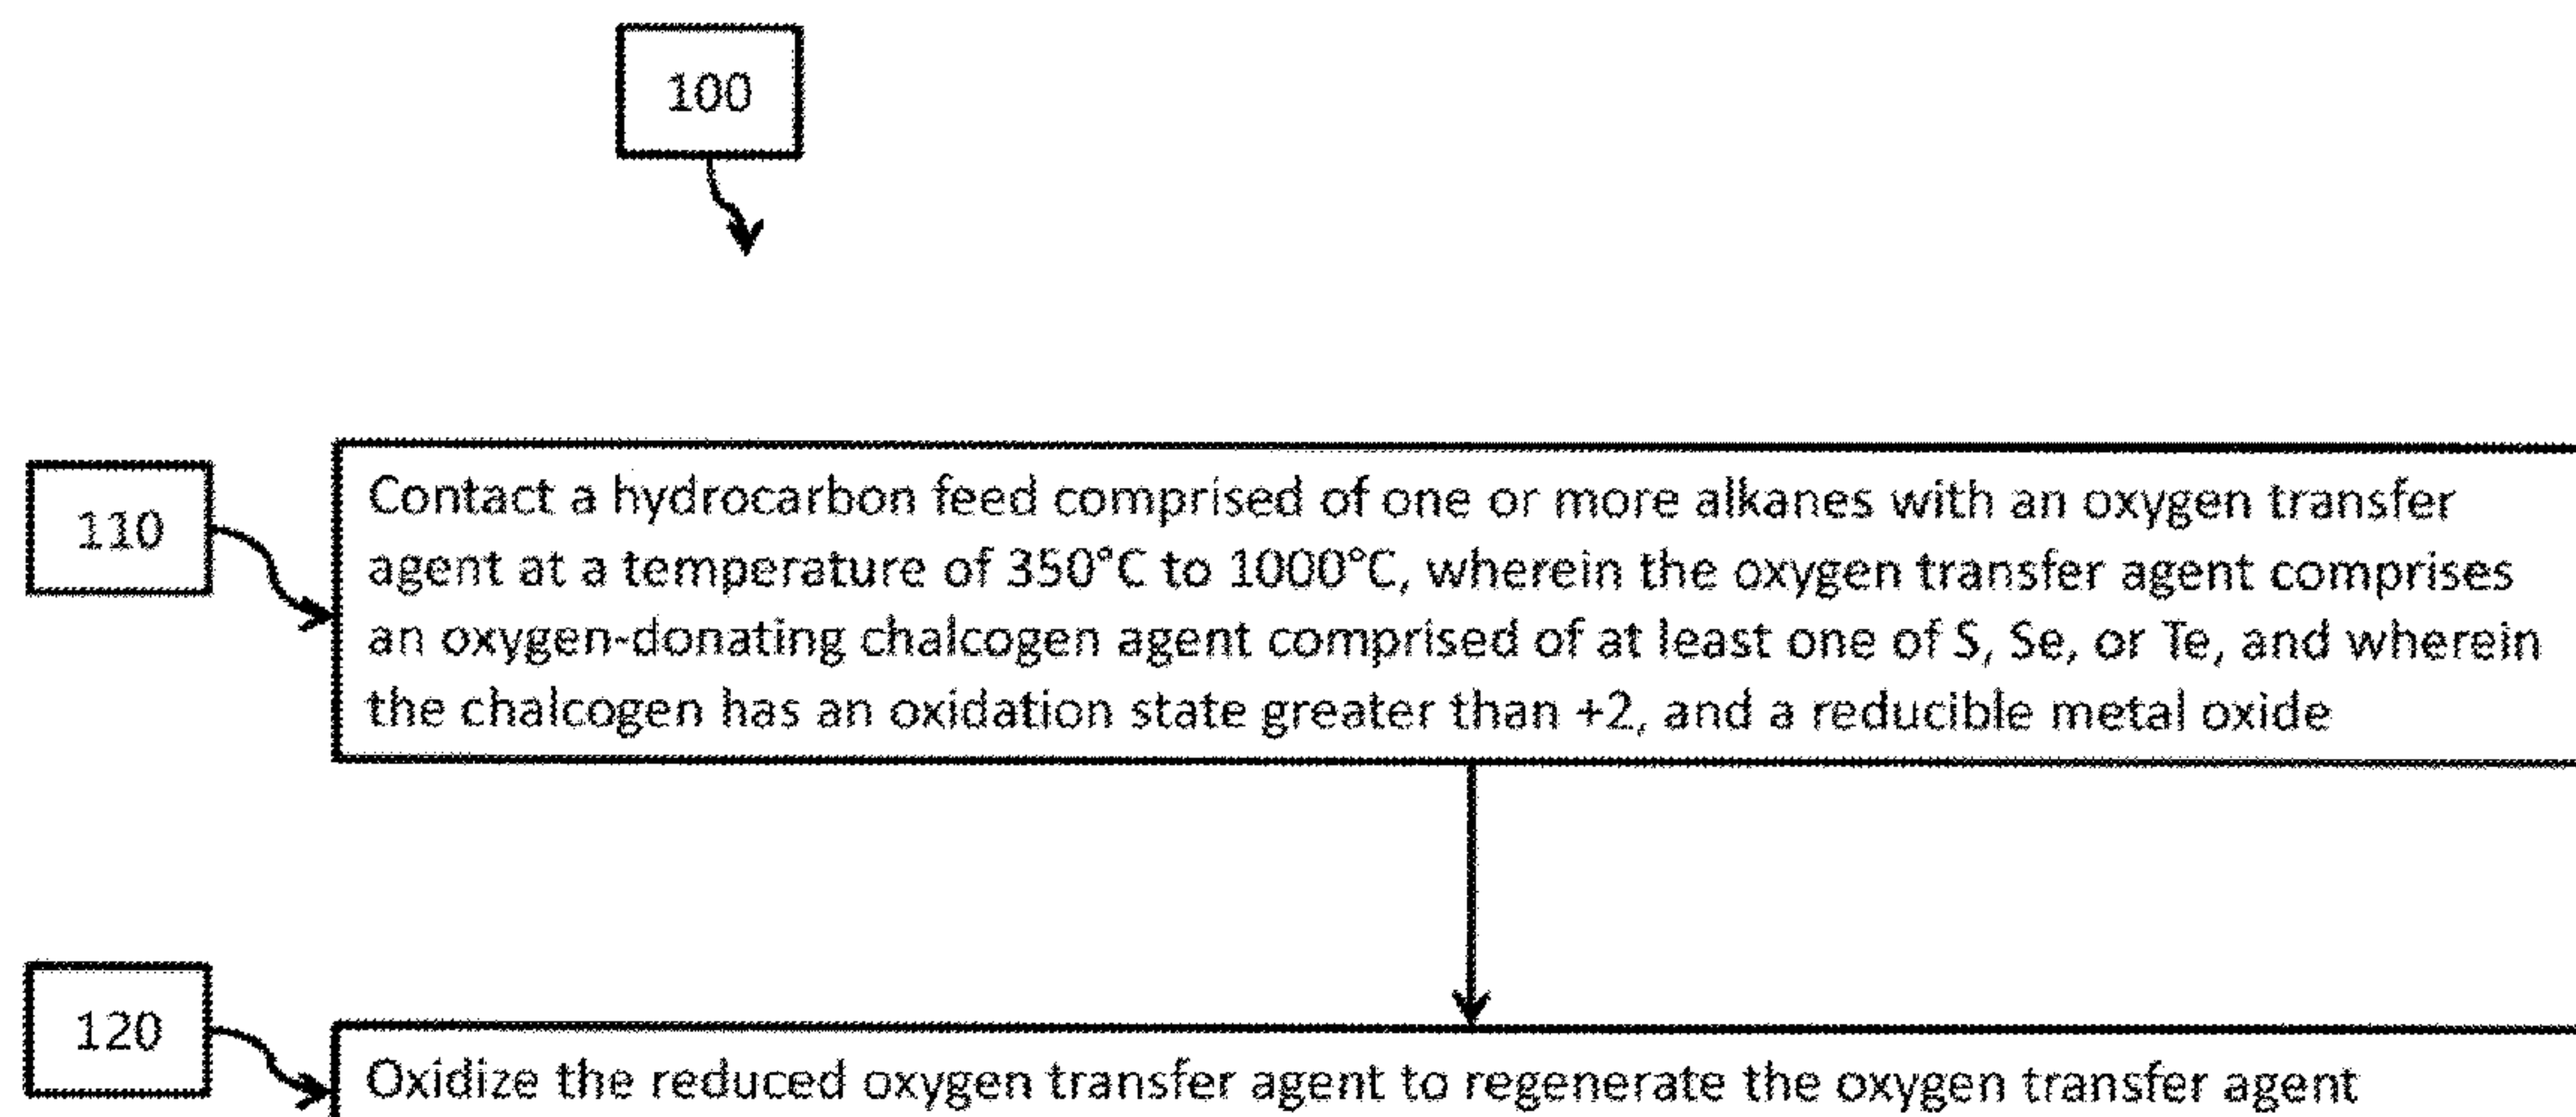 100
110
Contact a hydrocarbon feed comprised of one or more alkanes with an oxygen transfer
agent at a temperature of 350°C to 1000°C, wherein the oxygen transfer agent comprises
an oxygen-donating chalcogen agent comprised of at least one of S, Se, or Te, and wherein
the chalcogen has an oxidation state greater than +2, and a reducible metal oxide
120
Oxidize the reduced oxygen transfer agent to regenerate the oxygen transfer agent